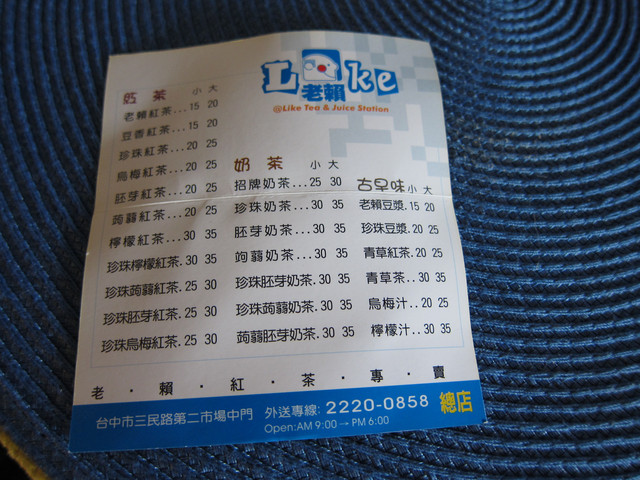 Like
老賴
@Like Tea & Juice Station
紅 茶 小 大
老賴紅茶...15 20
豆香紅茶...15 20
珍珠紅茶...20 25
烏梅紅茶...20 25
胚芽紅茶...20 25
蒟蒻紅茶...20 25
檸檬紅茶...30 35
珍珠檸檬紅茶.30 35
珍珠蒟蒻紅茶.25 30
珍珠胚芽紅茶.25 30
珍珠烏梅紅茶.25 30
奶 茶 小 大
招牌奶茶...25 30
珍珠奶茶...30 35
胚芽奶茶...30 35
蒟蒻奶茶...30 35
珍珠胚芽奶茶.30 35
珍珠蒟蒻奶茶.30 35
蒟蒻胚芽奶茶.30 35
古早味 小 大
老賴豆漿.15 20
珍珠豆漿.20 25
青草紅茶.20 25
青草茶..30 35
烏梅汁..20 25
檸檬汁..30 35
老·賴·紅·茶·專·賣
台中市三民路第二市場中門 外送專線: 2220-0858 總店
Open:AM 9:00→PM 6:00